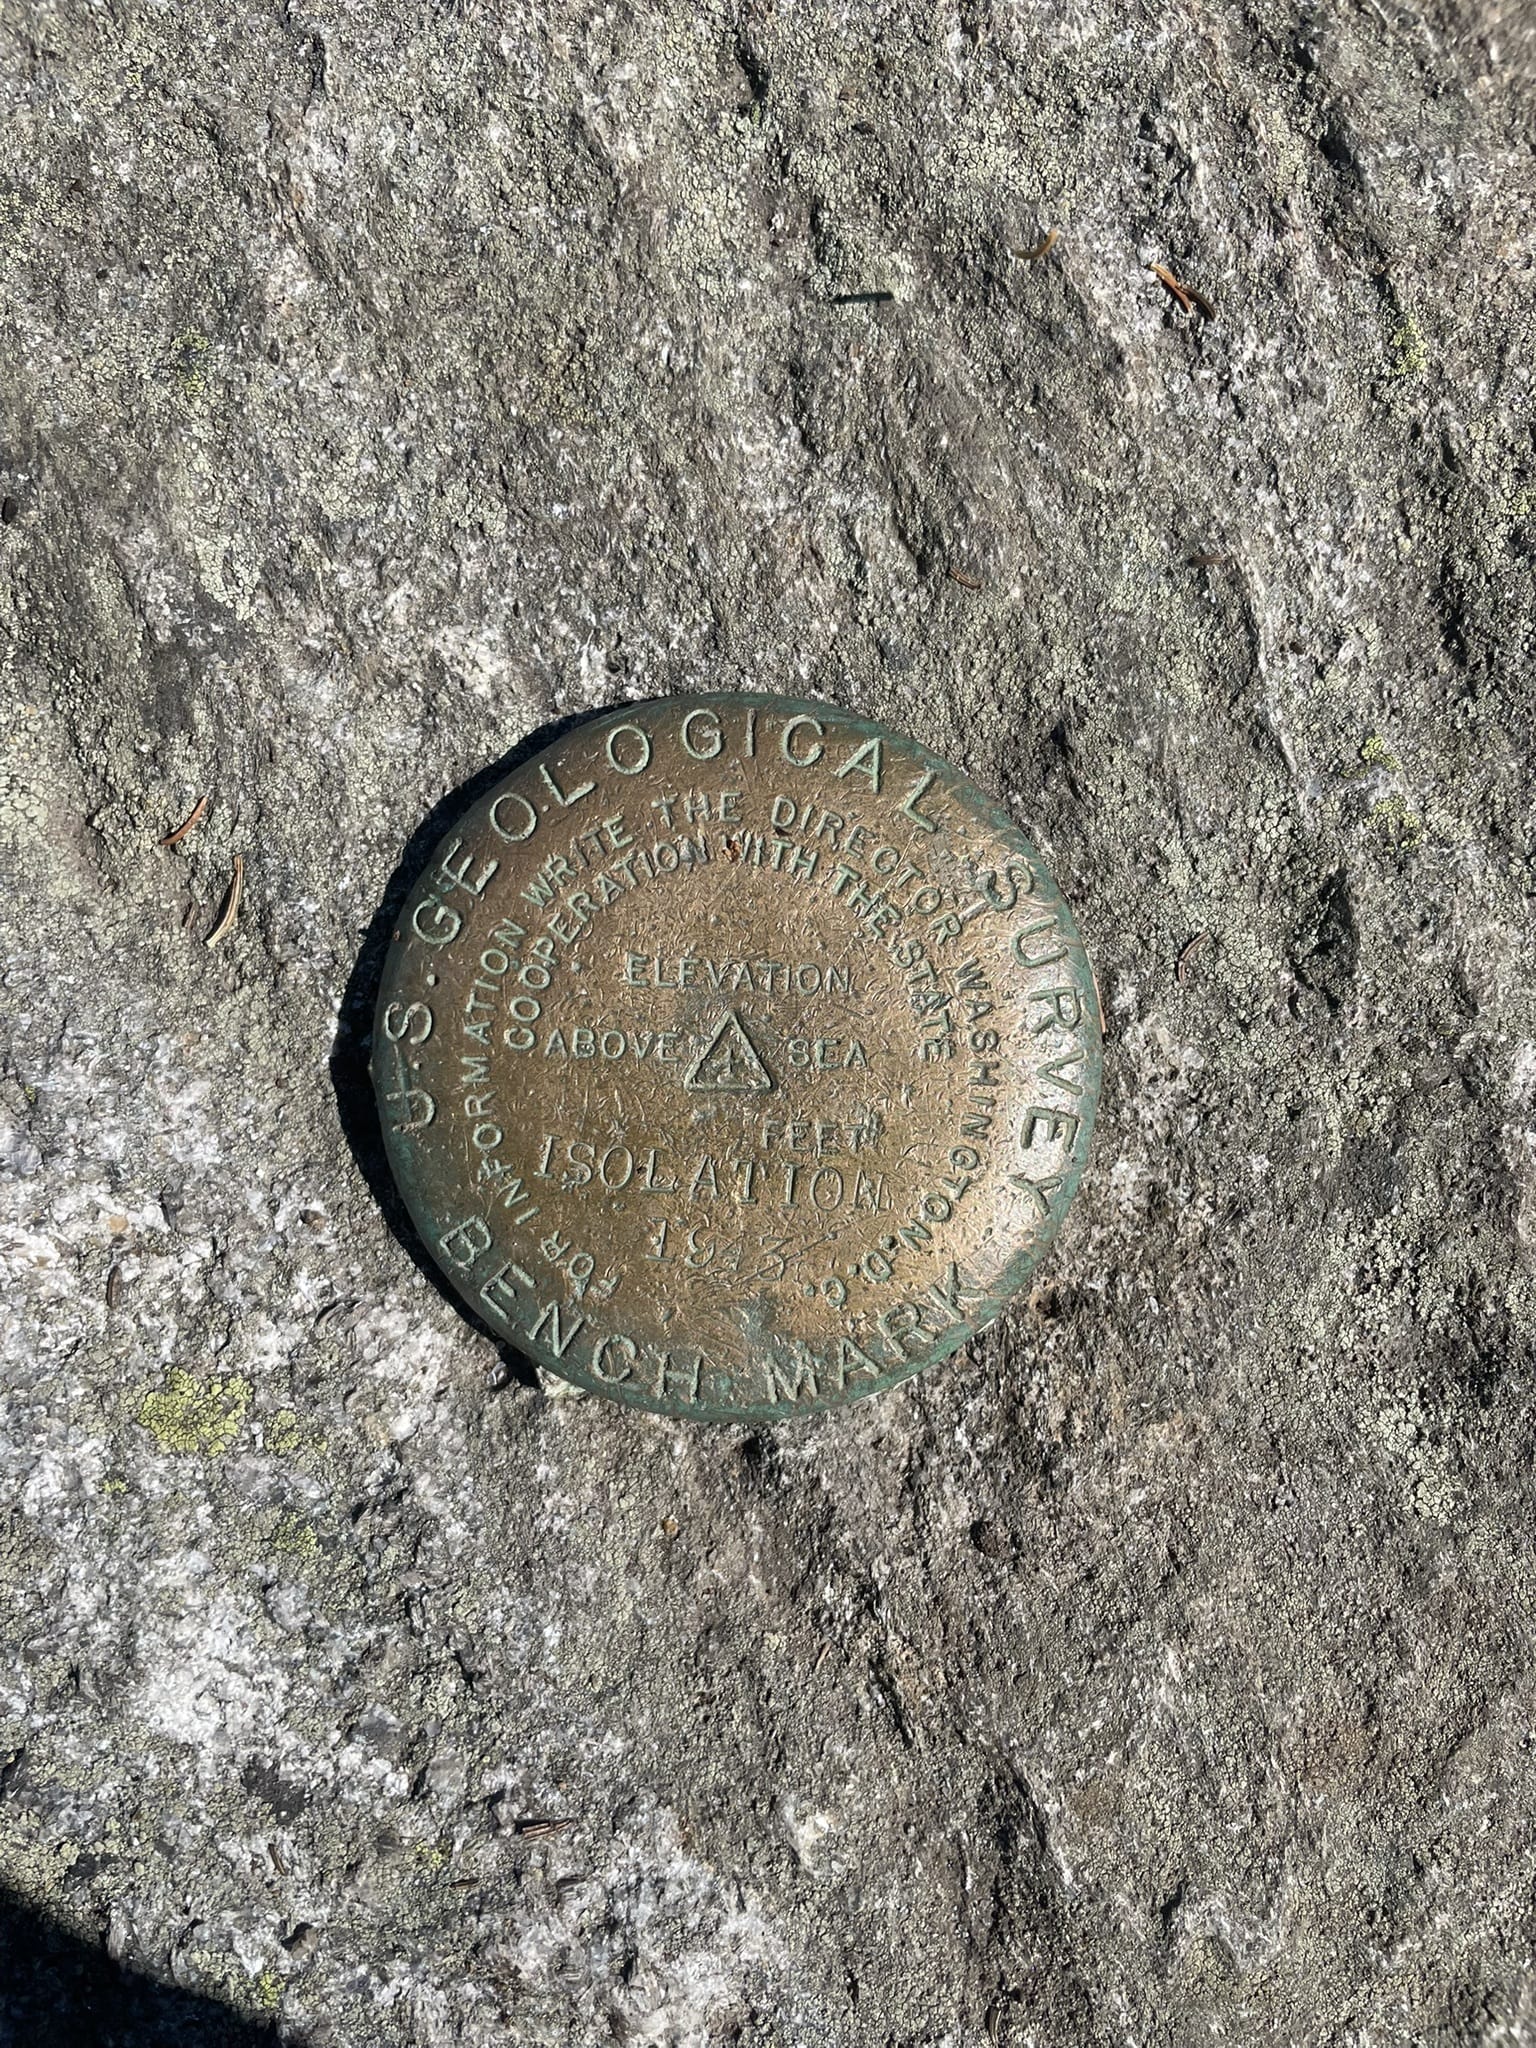 U.S. GEOLOGICAL SURVEY
FOR INFORMATION WRITE THE DIRECTOR WASHINGTON. D.C.
COOPERATION WITH THE STATE
ELEVATION
ABOVE SEA
FEET
ISOLATION
BENCH MARK